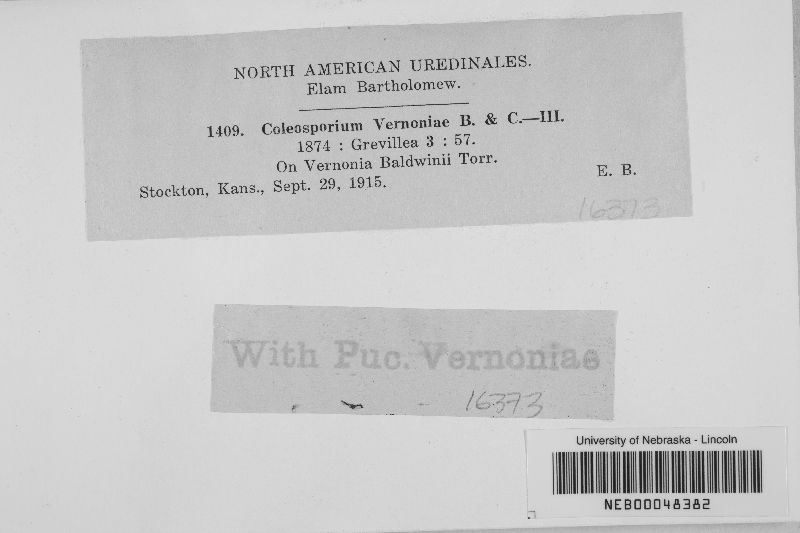 NORTH AMERICAN UREDINALES.
Elam Bartholomew.
1409. Coleosporium Vernoniae B. & C.—III.
1874 : Grevillea 3 : 57.
On Vernonia Baldwinii Torr.
Stockton, Kans., Sept. 29, 1915.
E. B.
16373
With Puc. Vernoniae
16373
University of Nebraska - Lincoln
NEB00048382